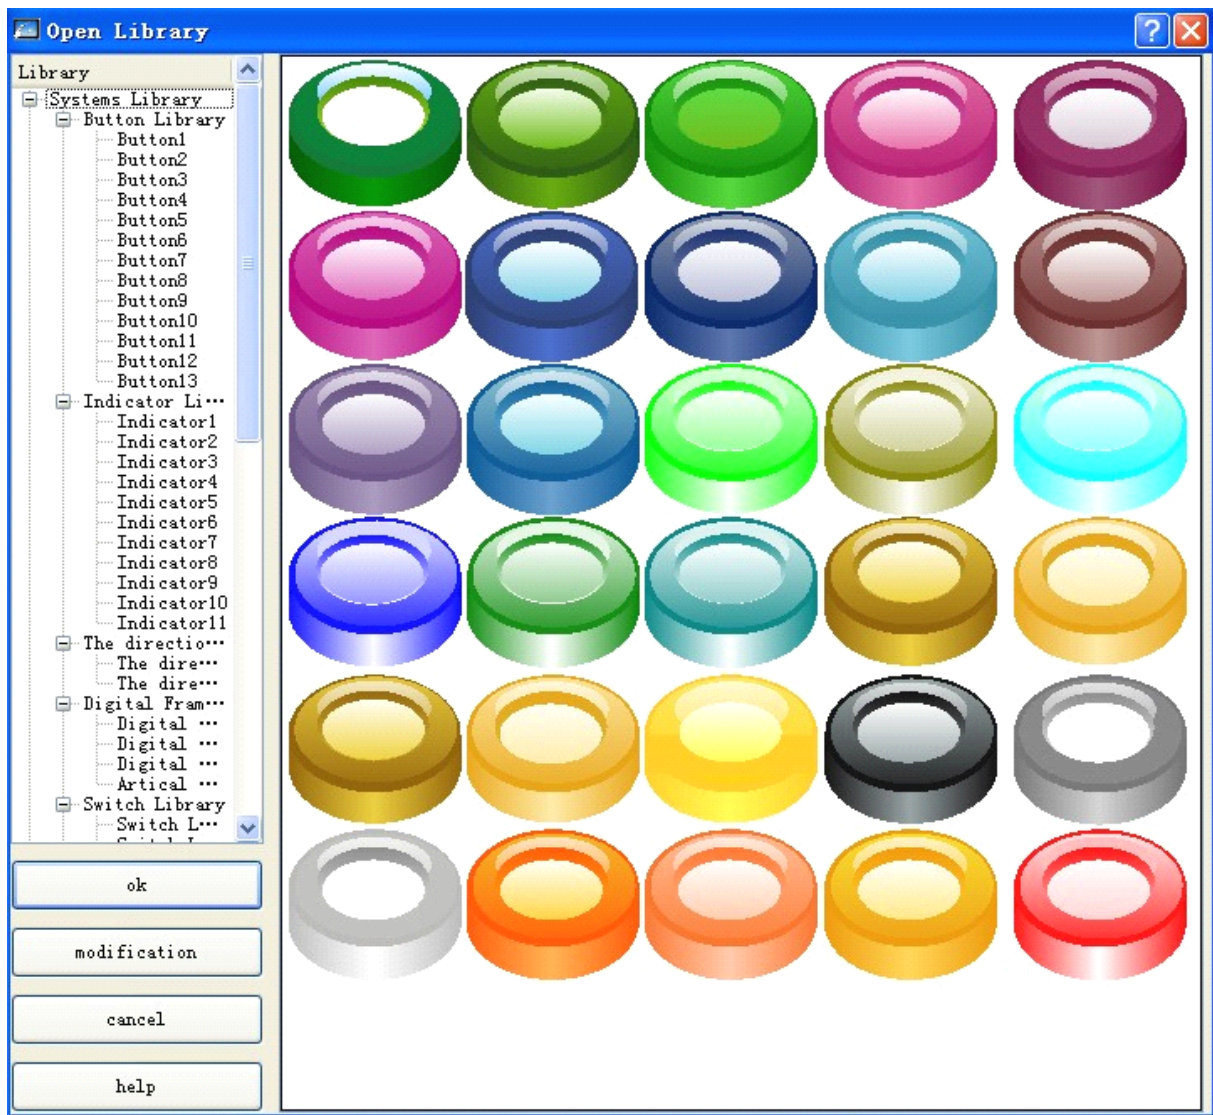 Open Library
Library
Systems Library
Button Library
Button1
Button2
Button3
Button4
Button5
Button6
Button7
Button8
Button9
Button10
Button11
Button12
Button13
Indicator Li···
Indicator1
Indicator2
Indicator3
Indicator4
Indicator5
Indicator6
Indicator7
Indicator8
Indicator9
Indicator10
Indicator11
The directio···
The dire···
The dire···
Digital Fram···
Digital ···
Digital ···
Digital ···
Artical ···
Switch Library
Switch L···
ok
modification
cancel
help